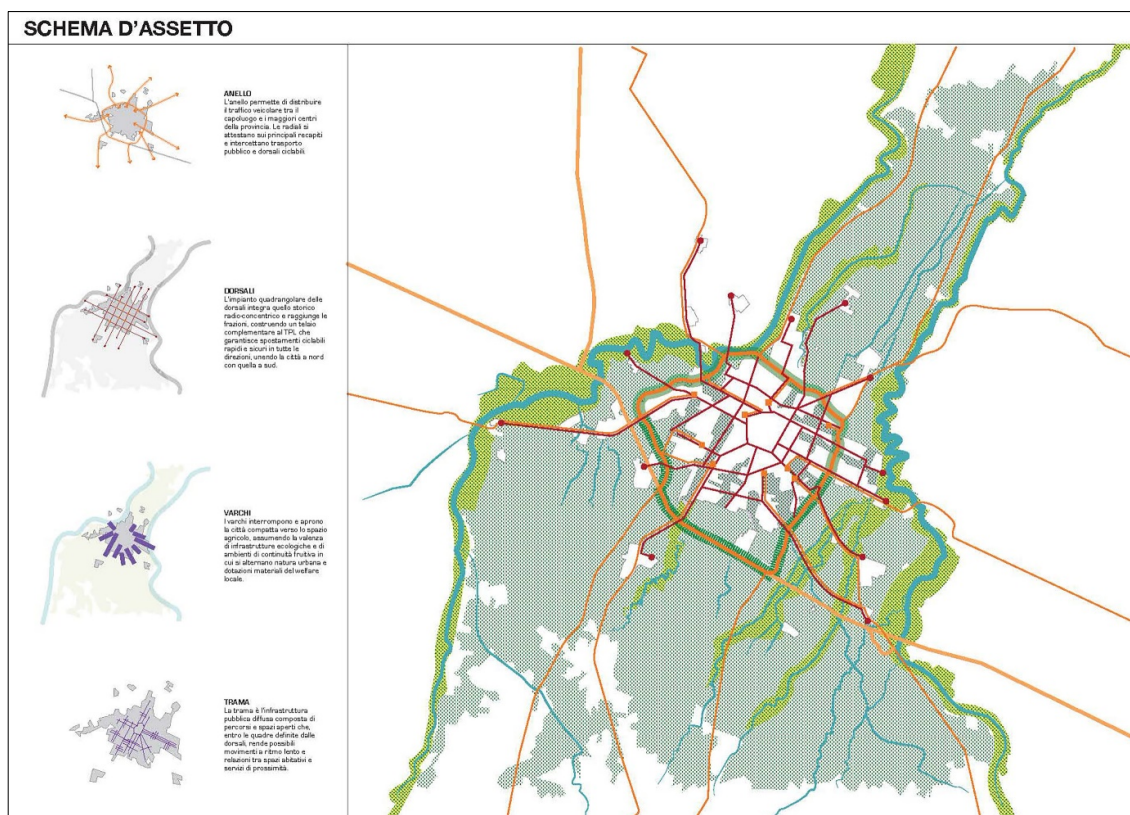 SCHEMA D'ASSETTO
ANELLO
L'anello permette di distribuire
il traffico veicolare tra il
capoluogo e i maggiori centri
della provincia. Le radiali si
attestano sui principali recapiti
e intercettano trasporto
pubblico e dorsali ciclabili.
DORSALI
L'impianto quadrangolare delle
dorsali integra quello storico
radio-concentrico e raggiunge le
frazioni, costruendo un telaio
complementare al TPL che
garantisce spostamenti ciclabili
rapidi e sicuri in tutte le
direzioni, unendo la città a nord
con quella a sud.
VARCHI
I varchi interrompono e aprono
la città compatta verso lo spazio
agricolo, assumendo la valenza
di infrastrutture ecologiche e di
ambienti di continuità fruitiva in
cui si alternano natura urbana e
dotazioni materiali del welfare
locale.
TRAMA
La trama è l'infrastruttura
pubblica diffusa composta di
percorsi e spazi aperti che,
entro le quadre definite dalle
dorsali, rende possibili
movimenti a ritmo lento e
relazioni tra spazi abitativi e
servizi di prossimità.